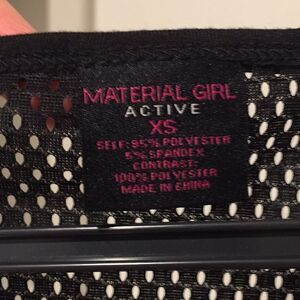 MATERIAL GIRL
ACTIVE
XS
SELF: 95% POLYESTER
5% SPANDEX
CONTRAST:
100% POLYESTER
MADE IN CHINA